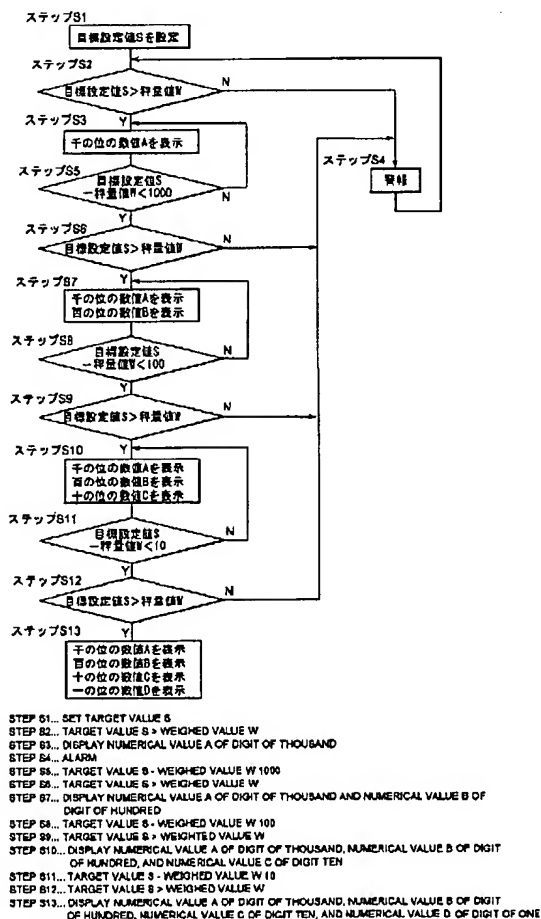 ステップS1
目標設定値Sを設定
ステップS2
目標設定値S>秤量値W
N
Y
ステップS3
千の位の数値Aを表示
ステップS4
警報
ステップS5
目標設定値S
－秤量値W<1000
N
Y
ステップS6
目標設定値S>秤量値W
N
Y
ステップS7
千の位の数値Aを表示
百の位の数値Bを表示
ステップS8
目標設定値S
－秤量値W<100
N
Y
ステップS9
目標設定値S>秤量値W
N
Y
ステップS10
千の位の数値Aを表示
百の位の数値Bを表示
十の位の数値Cを表示
ステップS11
目標設定値S
－秤量値W<10
N
Y
ステップS12
目標設定値S>秤量値W
N
Y
ステップS13
千の位の数値Aを表示
百の位の数値Bを表示
十の位の数値Cを表示
一の位の数値Dを表示
STEP S1... SET TARGET VALUE S
STEP S2... TARGET VALUE S > WEIGHED VALUE W
STEP S3... DISPLAY NUMERICAL VALUE A OF DIGIT OF THOUSAND
STEP S4... ALARM
STEP S5... TARGET VALUE S - WEIGHED VALUE W 1000
STEP S6... TARGET VALUE S > WEIGHED VALUE W
STEP S7... DISPLAY NUMERICAL VALUE A OF DIGIT OF THOUSAND AND NUMERICAL VALUE B OF
DIGIT OF HUNDRED
STEP S8... TARGET VALUE S - WEIGHED VALUE W 100
STEP S9... TARGET VALUE S > WEIGHTED VALUE W
STEP S10... DISPLAY NUMERICAL VALUE A OF DIGIT OF THOUSAND, NUMERICAL VALUE B OF DIGIT
OF HUNDRED, AND NUMERICAL VALUE C OF DIGIT TEN
STEP S11... TARGET VALUE S - WEIGHED VALUE W 10
STEP S12... TARGET VALUE S > WEIGHED VALUE W
STEP S13... DISPLAY NUMERICAL VALUE A OF DIGIT OF THOUSAND, NUMERICAL VALUE B OF DIGIT
OF HUNDRED, NUMERICAL VALUE C OF DIGIT TEN, AND NUMERICAL VALUE D OF DIGIT OF ONE